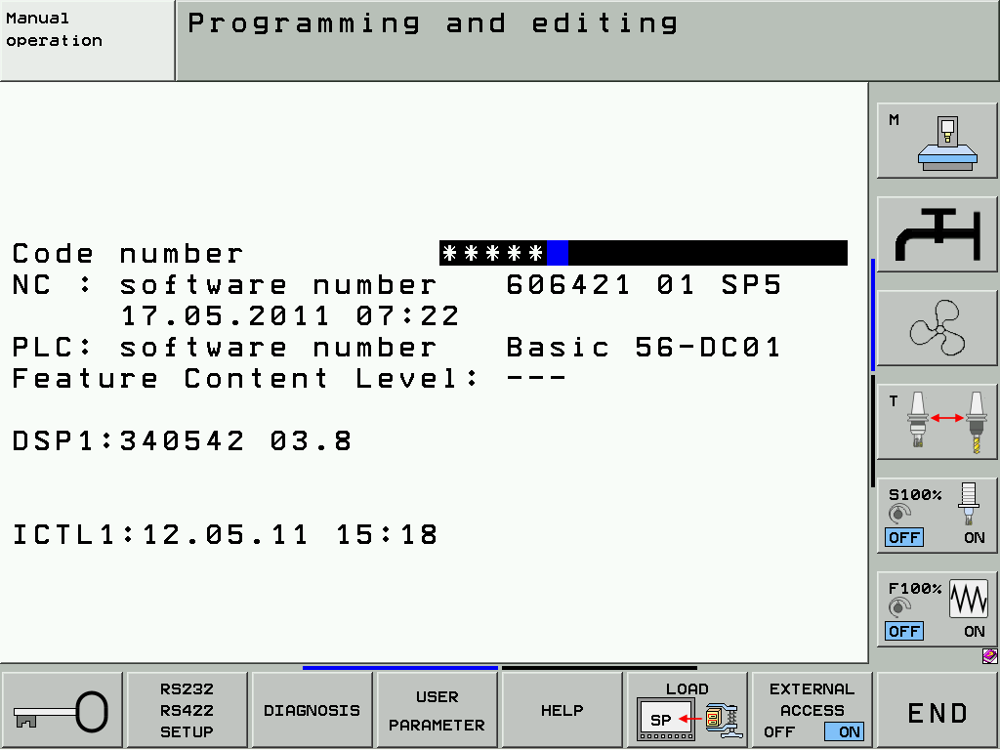 Manual
operation
Programming and editing
M
Code number *****
NC : software number 606421 01 SP5
17.05.2011 07:22
PLC: software number Basic 56-DC01
Feature Content Level: ---
DSP1:340542 03.8
ICTL1:12.05.11 15:18
T
S100%
OFF ON
F100%
OFF ON
RS232
RS422
SETUP
DIAGNOSIS
USER
PARAMETER
HELP
LOAD
SP
EXTERNAL
ACCESS
OFF ON
END